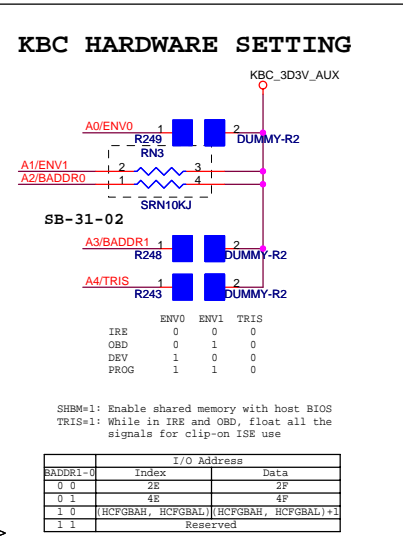 KBC HARDWARE SETTING
KBC_3D3V_AUX
A0/ENV0 1 2
R249 DUMMY-R2
RN3
A1/ENV1 2 3
A2/BADDR0 1 4
SRN10KJ
SB-31-02
A3/BADDR1 1 2
R248 DUMMY-R2
A4/TRIS 1 2
R243 DUMMY-R2
ENV0 ENV1 TRIS
IRE 0 0 0
OBD 0 1 0
DEV 1 0 0
PROG 1 1 0
SHBM=1: Enable shared memory with host BIOS
TRIS=1: While in IRE and OBD, float all the
signals for clip-on ISE use
I/O Address
BADDR1-0 Index Data
0 0 2E 2F
0 1 4E 4F
1 0 (HCFGBAH, HCFGBAL) (HCFGBAH, HCFGBAL)+1
1 1 Reserved
>